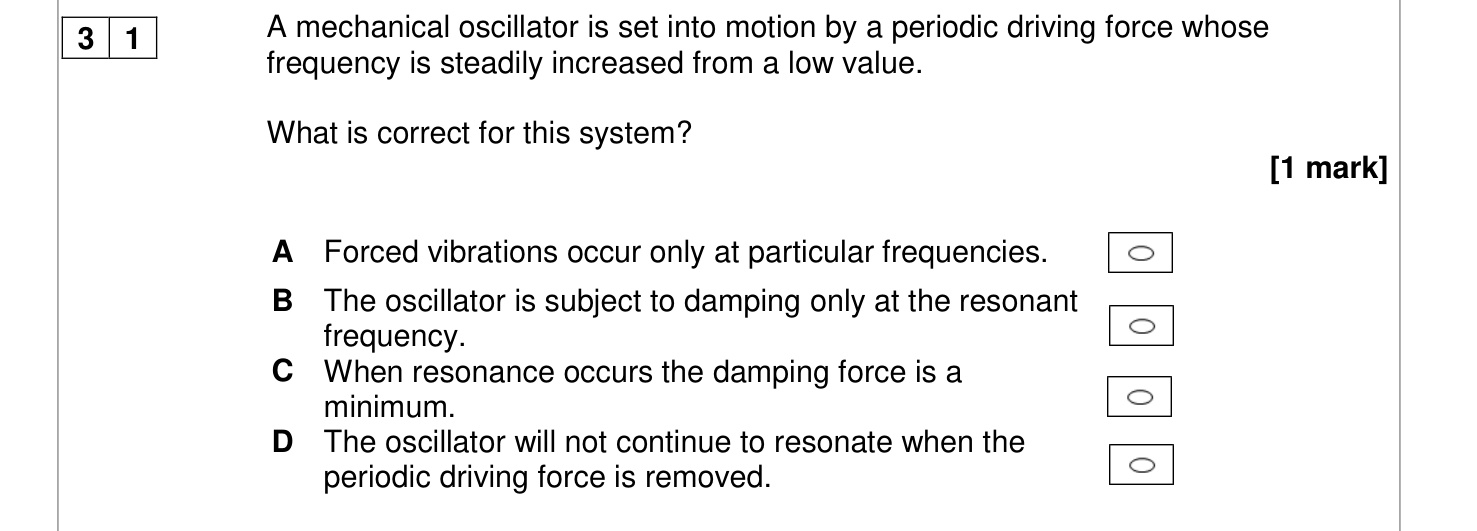 3 1
A mechanical oscillator is set into motion by a periodic driving force whose
frequency is steadily increased from a low value.
What is correct for this system?
[1 mark]
A Forced vibrations occur only at particular frequencies.
B The oscillator is subject to damping only at the resonant
frequency.
C When resonance occurs the damping force is a
minimum.
D The oscillator will not continue to resonate when the
periodic driving force is removed.